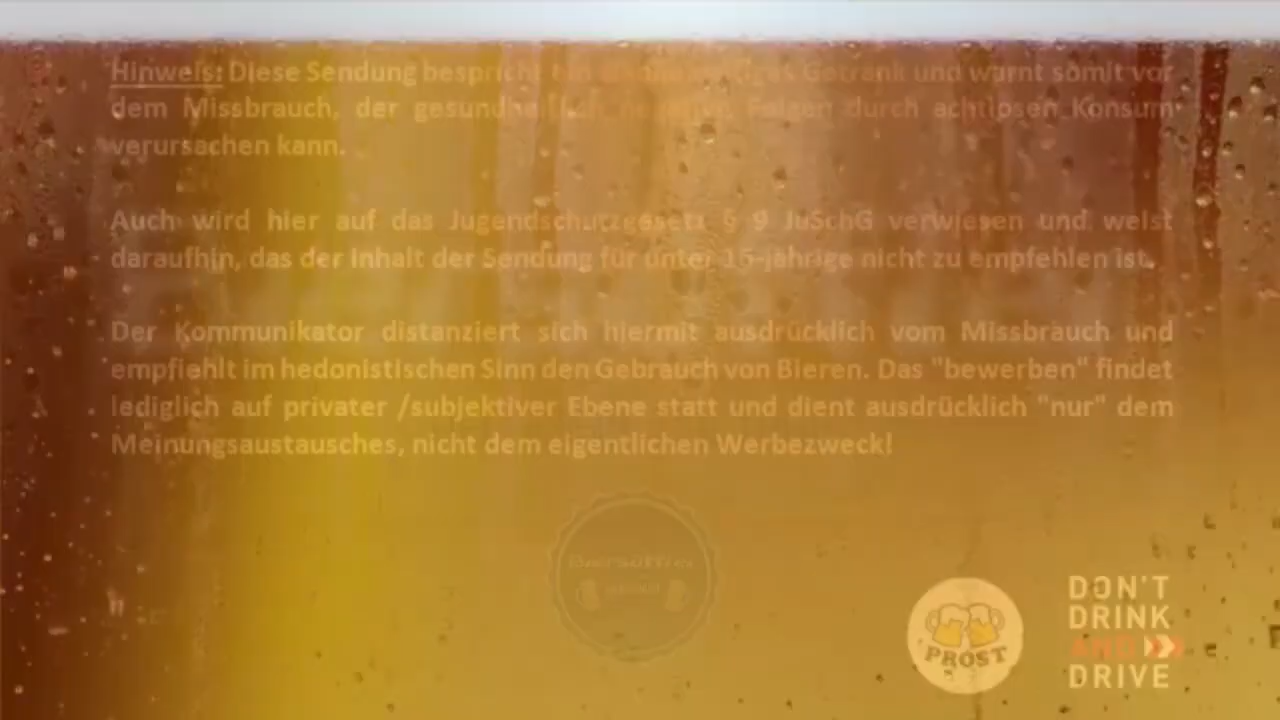 Hinweis: Diese Sendung bespricht ein Getränk und warnt somit vor
dem Missbrauch, der gesundheitlich Folgen durch achtlosen Konsum
verursachen kann.
Auch wird hier auf das Jugendschutzgesetz § 9 JuSchG verwiesen und weist
daraufhin, das der Inhalt der Sendung für unter 16-jährige nicht zu empfehlen ist.
Der Kommunikator distanziert sich hiermit ausdrücklich vom Missbrauch und
empfiehlt im hedonistischen Sinn den Gebrauch von Bieren. Das "bewerben" findet
lediglich auf privater /subjektiver Ebene statt und dient ausdrücklich "nur" dem
Meinungsaustausches, nicht dem eigentlichen Werbezweck!
PROST
DON'T
DRINK
AND
DRIVE